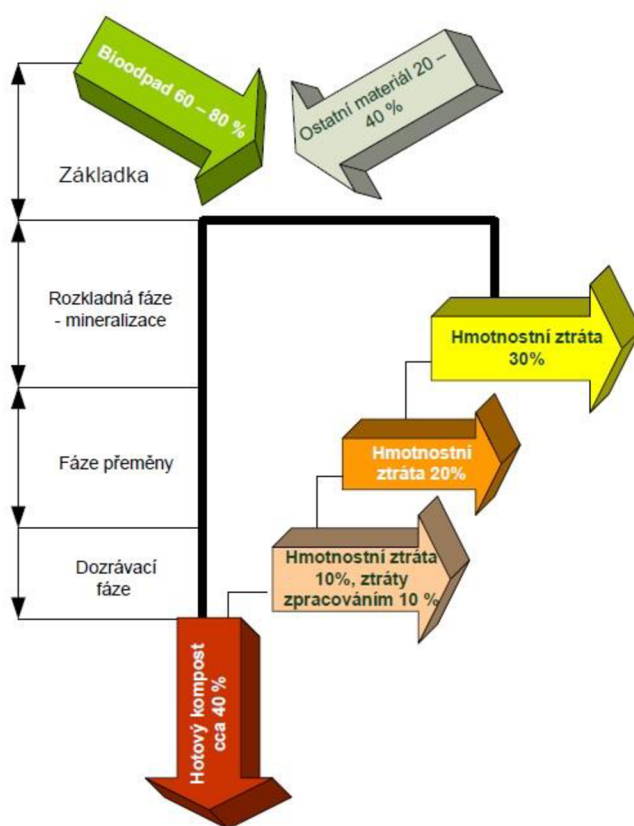 Bioodpad 60 – 80 %
Ostatní materiál 20 –
40 %
Základka
Rozkladná fáze
- mineralizace
Hmotnostní ztráta
30%
Fáze přeměny
Hmotnostní
ztráta 20%
Dozrávací
fáze
Hmotnostní ztráta
10%, ztráty
zpracováním 10 %
Hotový kompost
cca 40 %